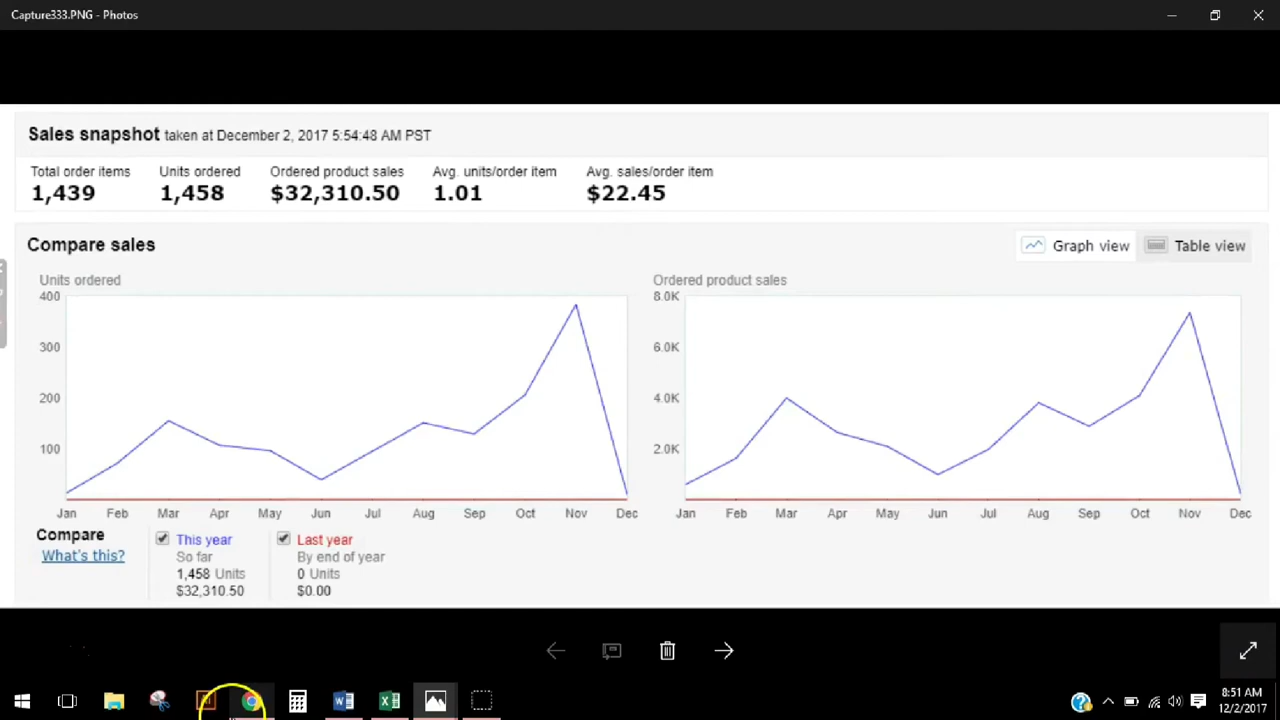 Capture333.PNG - Photos
Sales snapshot taken at December 2, 2017 5:54:48 AM PST
Total order items Units ordered Ordered product sales Avg. units/order item Avg. sales/order item
1,439 1,458 $32,310.50 1.01 $22.45
Compare sales
Graph view Table view
Units ordered
400
300
200
100
Jan Feb Mar Apr May Jun Jul Aug Sep Oct Nov Dec
Ordered product sales
8.0K
6.0K
4.0K
2.0K
Jan Feb Mar Apr May Jun Jul Aug Sep Oct Nov Dec
Compare
What's this?
This year
So far
1,458 Units
$32,310.50
Last year
By end of year
0 Units
$0.00
8:51 AM
12/2/2017